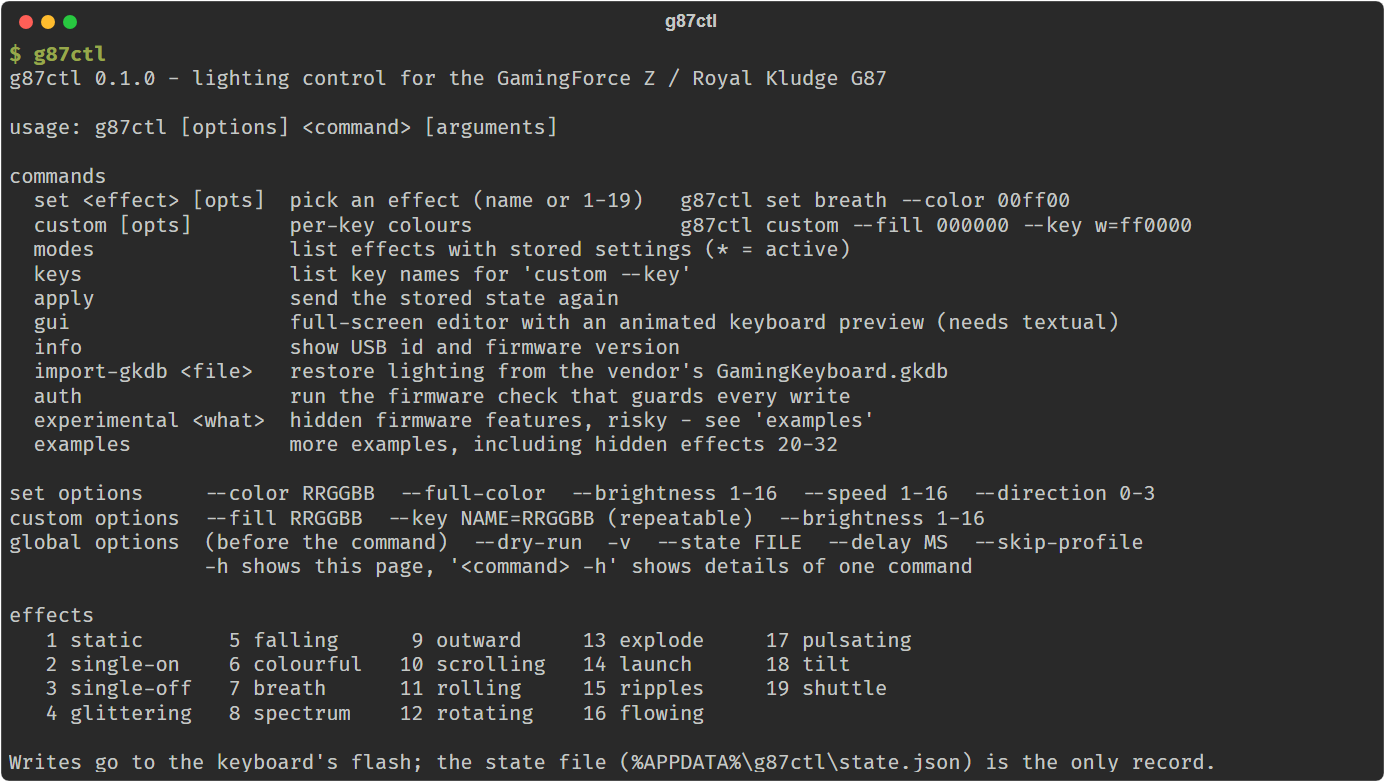 g87ctl
$ g87ctl
g87ctl 0.1.0 - lighting control for the GamingForce Z / Royal Kludge G87
usage: g87ctl [options] <command> [arguments]
commands
set <effect> [opts]  pick an effect (name or 1-19)   g87ctl set breath --color 00ff00
custom [opts]        per-key colours                 g87ctl custom --fill 000000 --key w=ff0000
modes                list effects with stored settings (* = active)
keys                 list key names for 'custom --key'
apply                send the stored state again
gui                  full-screen editor with an animated keyboard preview (needs textual)
info                 show USB id and firmware version
import-gkdb <file>   restore lighting from the vendor's GamingKeyboard.gkdb
auth                 run the firmware check that guards every write
experimental <what>  hidden firmware features, risky - see 'examples'
examples             more examples, including hidden effects 20-32
set options     --color RRGGBB  --full-color  --brightness 1-16  --speed 1-16  --direction 0-3
custom options  --fill RRGGBB  --key NAME=RRGGBB (repeatable)  --brightness 1-16
global options  (before the command)  --dry-run  -v  --state FILE  --delay MS  --skip-profile
-h shows this page, '<command> -h' shows details of one command
effects
1 static       5 falling      9 outward     13 explode     17 pulsating
2 single-on    6 colourful   10 scrolling   14 launch      18 tilt
3 single-off   7 breath      11 rolling     15 ripples     19 shuttle
4 glittering   8 spectrum    12 rotating    16 flowing
Writes go to the keyboard's flash; the state file (%APPDATA%\g87ctl\state.json) is the only record.